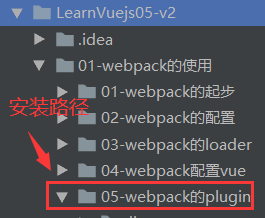 LearnVuejs05-v2
.idea
01-webpack的使用
01-webpack的起步
安装路径
02-webpack的配置
03-webpack的loader
04-webpack配置vue
05-webpack的plugin